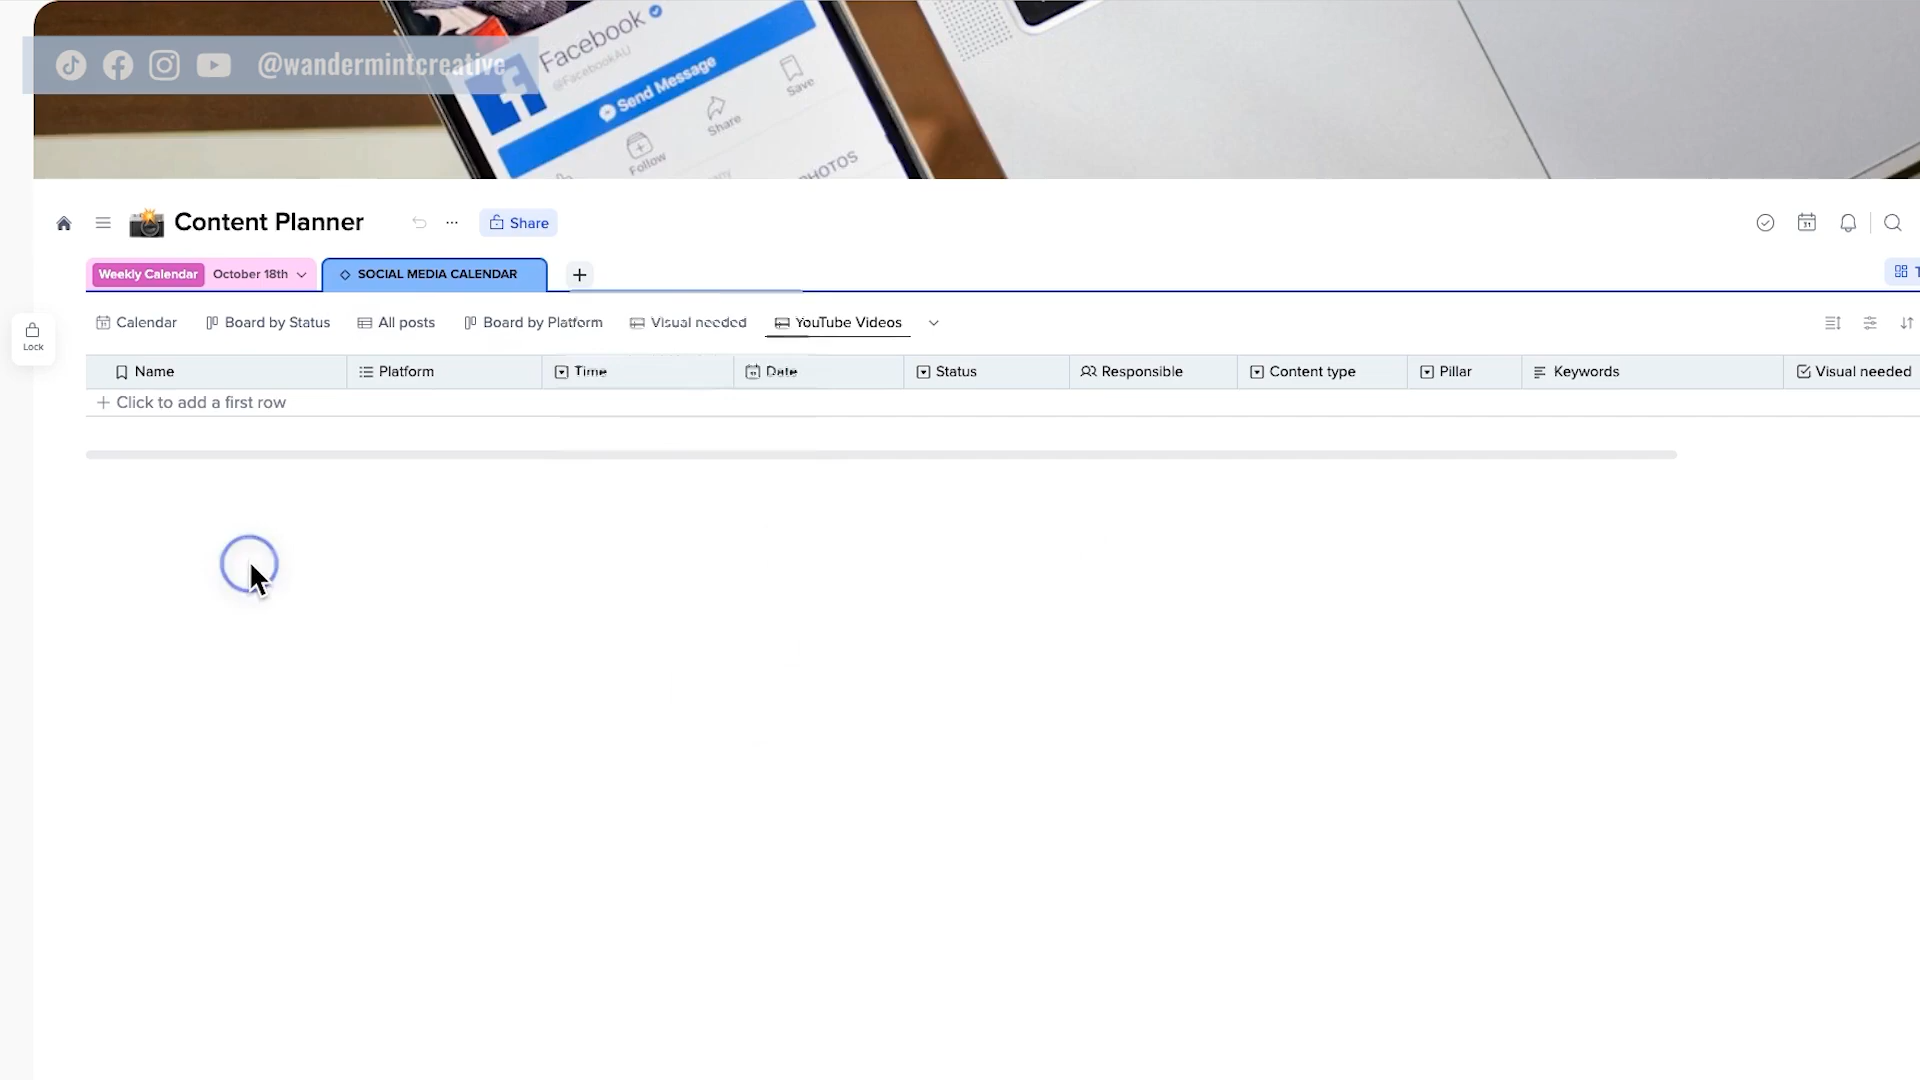 Facebook
@FacebookAU
Send Message
Save
Share
Follow
PHOTOS
@wandermintcreative
Content Planner
Share
Weekly Calendar October 18th
SOCIAL MEDIA CALENDAR
Lock
Calendar
Board by Status
All posts
Board by Platform
Visual needed
YouTube Videos
Name
Platform
Time
Date
Status
Responsible
Content type
Pillar
Keywords
Visual needed
+ Click to add a first row